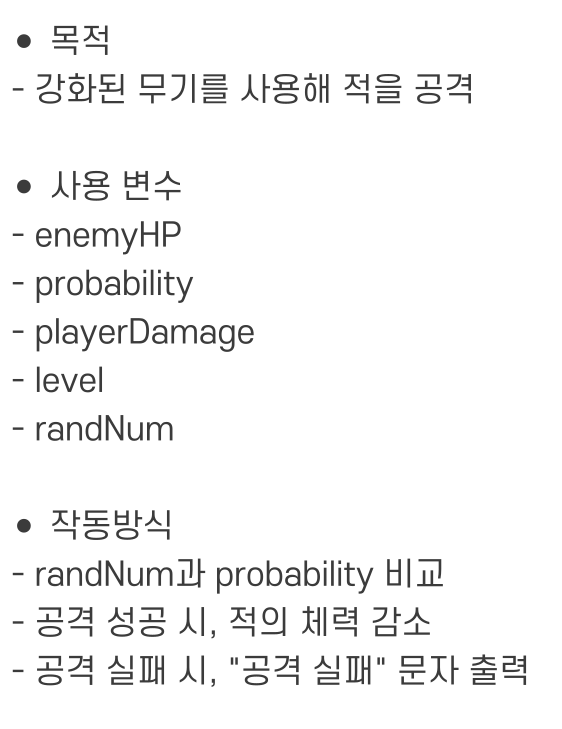 • 목적
- 강화된 무기를 사용해 적을 공격
• 사용 변수
- enemyHP
- probability
- playerDamage
- level
- randNum
• 작동방식
- randNum과 probability 비교
- 공격 성공 시, 적의 체력 감소
- 공격 실패 시, "공격 실패" 문자 출력